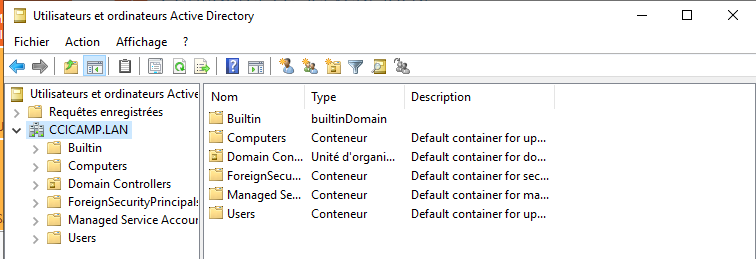 Utilisateurs et ordinateurs Active Directory
Fichier Action Affichage ?
Utilisateurs et ordinateurs Active
Requêtes enregistrées
CCICAMP.LAN
Builtin
Computers
Domain Controllers
ForeignSecurityPrincipals
Managed Service Accour
Users
Nom Type Description
Builtin builtinDomain
Computers Conteneur Default container for up...
Domain Con... Unité d'organi... Default container for do...
ForeignSecu... Conteneur Default container for sec...
Managed Se... Conteneur Default container for ma...
Users Conteneur Default container for up...